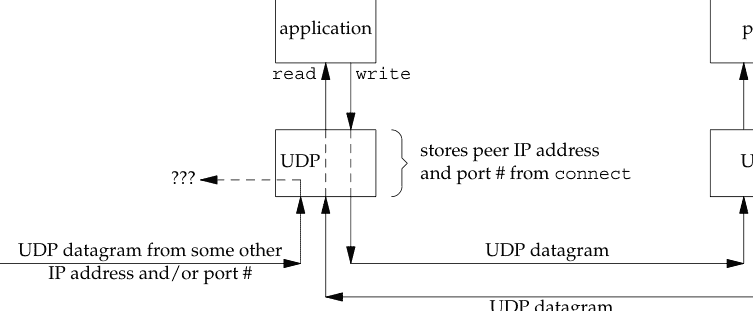 application
p
read
write
UDP
stores peer IP address
and port # from connect
U
???
UDP datagram from some other
IP address and/or port #
UDP datagram
UDP datagram